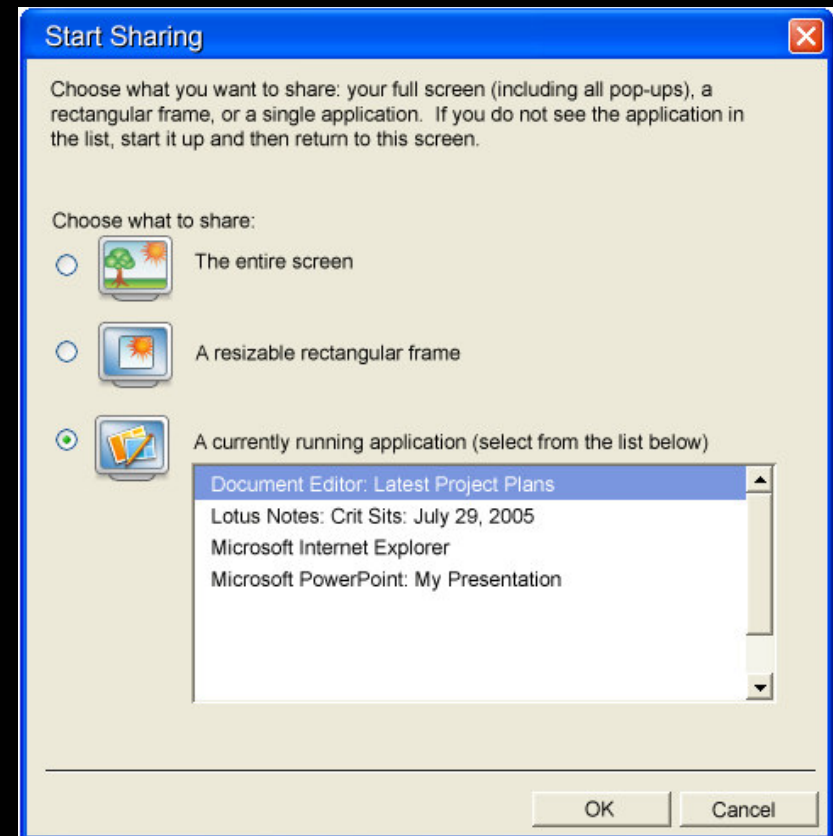 Start Sharing
Choose what you want to share: your full screen (including all pop-ups), a
rectangular frame, or a single application. If you do not see the application in
the list, start it up and then return to this screen.
Choose what to share:
The entire screen
A resizable rectangular frame
A currently running application (select from the list below)
Document Editor: Latest Project Plans
Lotus Notes: Crit Sits: July 29, 2005
Microsoft Internet Explorer
Microsoft PowerPoint: My Presentation
OK
Cancel